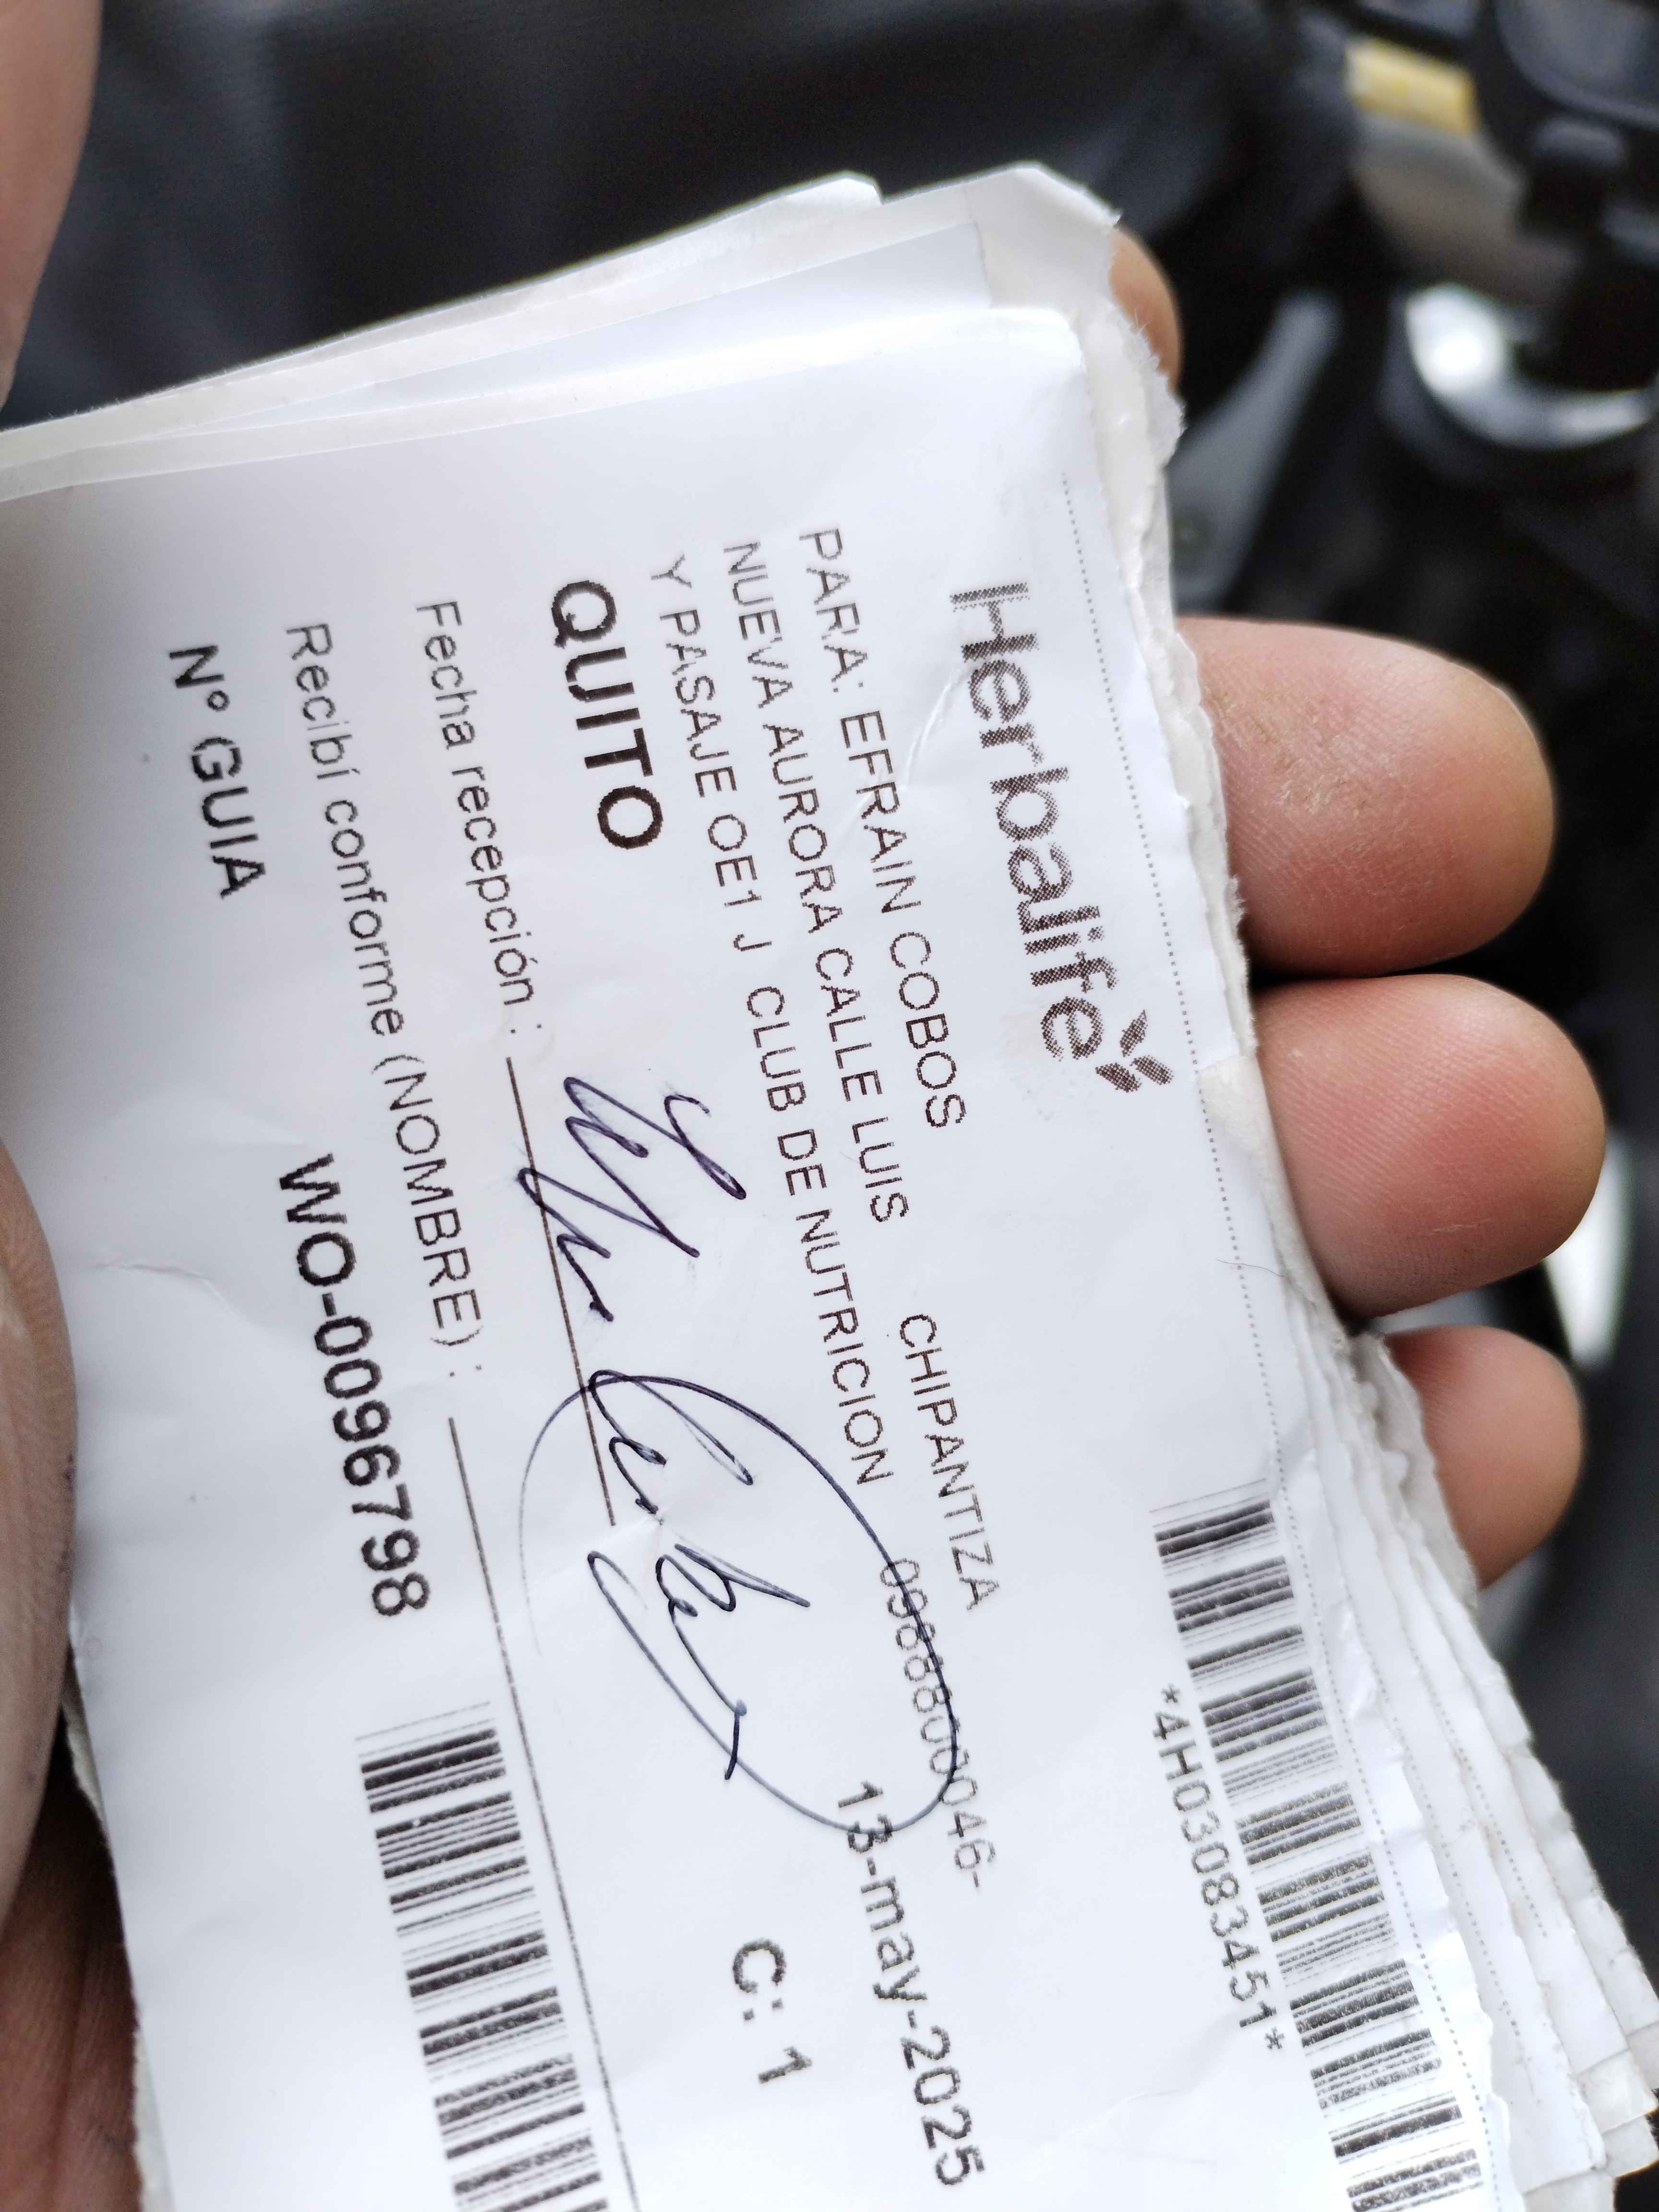 Herbalife
*4H03083451*
PARA: EFRAIN COBOS
NUEVA AURORA CALLE LUIS CHIPANTIZA
Y PASAJE OE1 J CLUB DE NUTRICION 0988800046-
QUITO 13-may-2025
Fecha recepción : C: 1
Recibí conforme (NOMBRE) :
N° GUIA WO-0096798